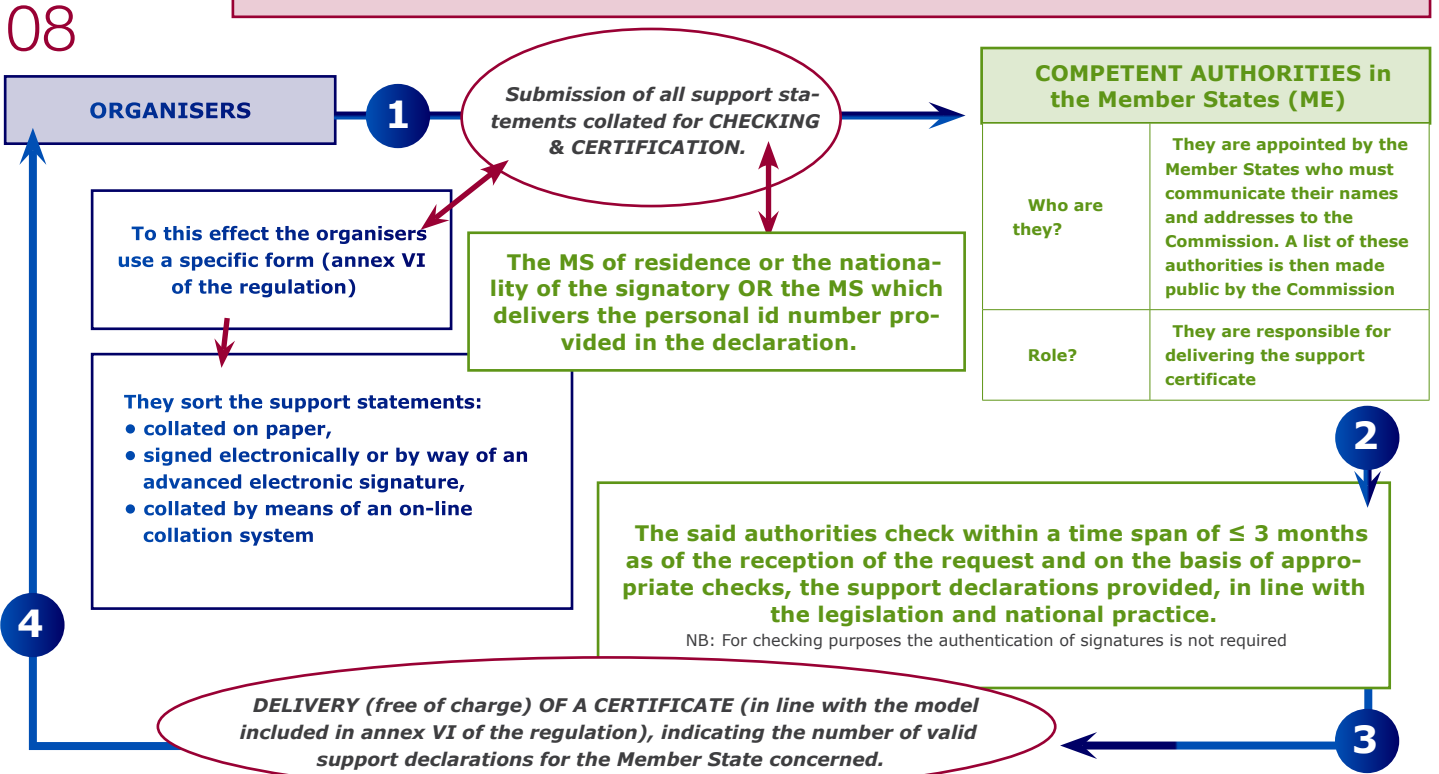 08
ORGANISERS
1
Submission of all support sta-
tements collated for CHECKING
& CERTIFICATION.
COMPETENT AUTHORITIES in
the Member States (ME)
Who are
they?
They are appointed by the
Member States who must
communicate their names
and addresses to the
Commission. A list of these
authorities is then made
public by the Commission
Role?
They are responsible for
delivering the support
certificate
To this effect the organisers
use a specific form (annex VI
of the regulation)
The MS of residence or the nationa-
lity of the signatory OR the MS which
delivers the personal id number pro-
vided in the declaration.
They sort the support statements:
• collated on paper,
• signed electronically or by way of an
advanced electronic signature,
• collated by means of an on-line
collation system
2
The said authorities check within a time span of ≤ 3 months
as of the reception of the request and on the basis of appro-
priate checks, the support declarations provided, in line with
the legislation and national practice.
NB: For checking purposes the authentication of signatures is not required
4
DELIVERY (free of charge) OF A CERTIFICATE (in line with the model
included in annex VI of the regulation), indicating the number of valid
support declarations for the Member State concerned.
3